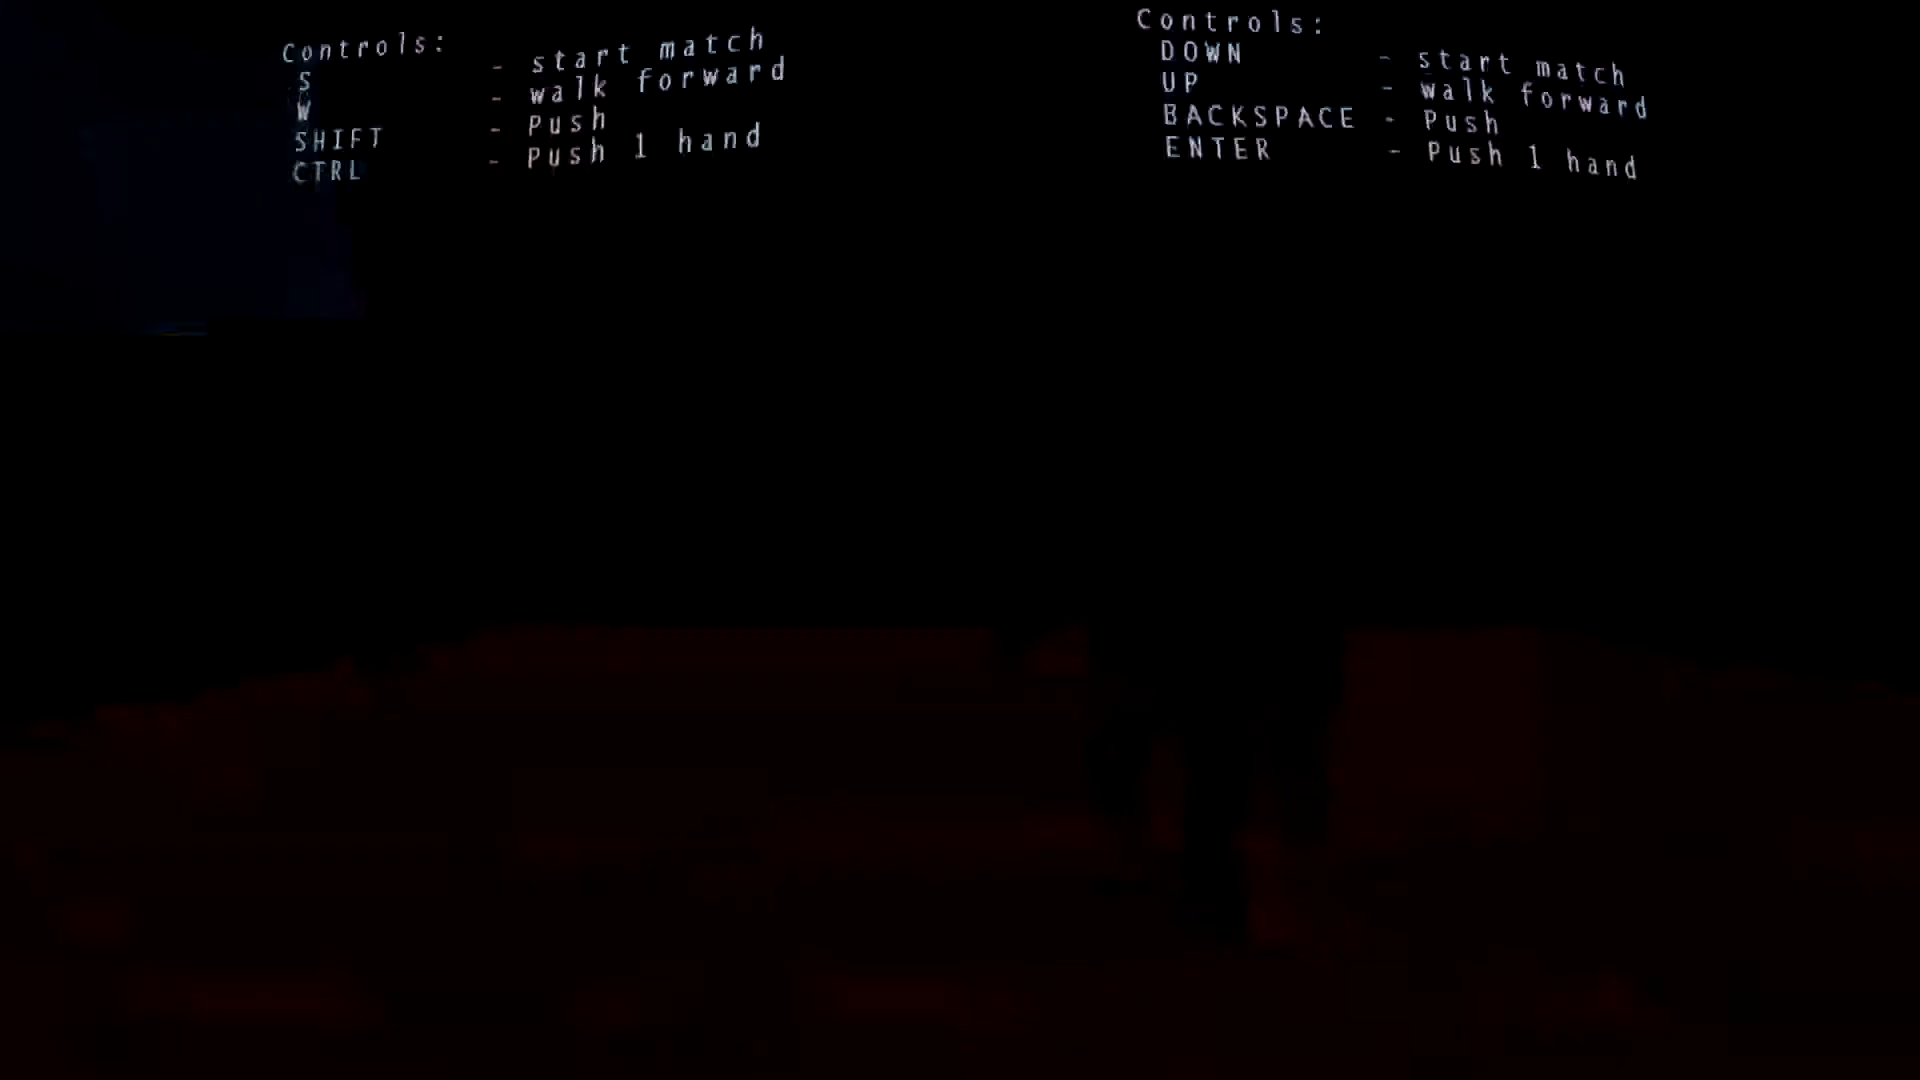 Controls:
S - start match
W - walk forward
SHIFT - Push
CTRL - Push 1 hand
Controls:
DOWN - start match
UP - walk forward
BACKSPACE - Push
ENTER - Push 1 hand